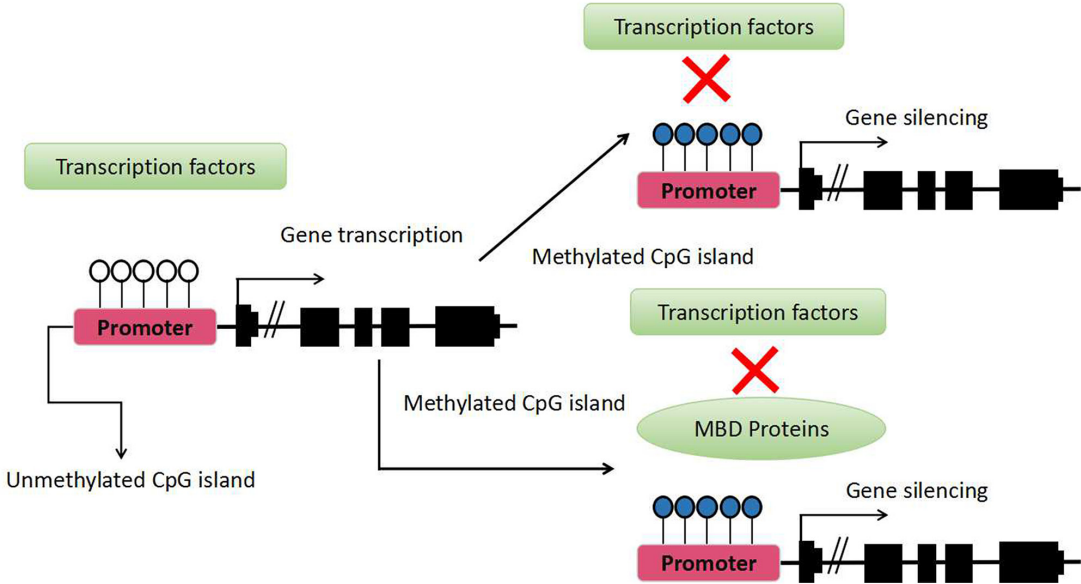 Transcription factors
Gene silencing
Promoter
Transcription factors
Gene transcription
Methylated CpG island
Promoter
Unmethylated CpG island
Transcription factors
Methylated CpG island
MBD Proteins
Gene silencing
Promoter